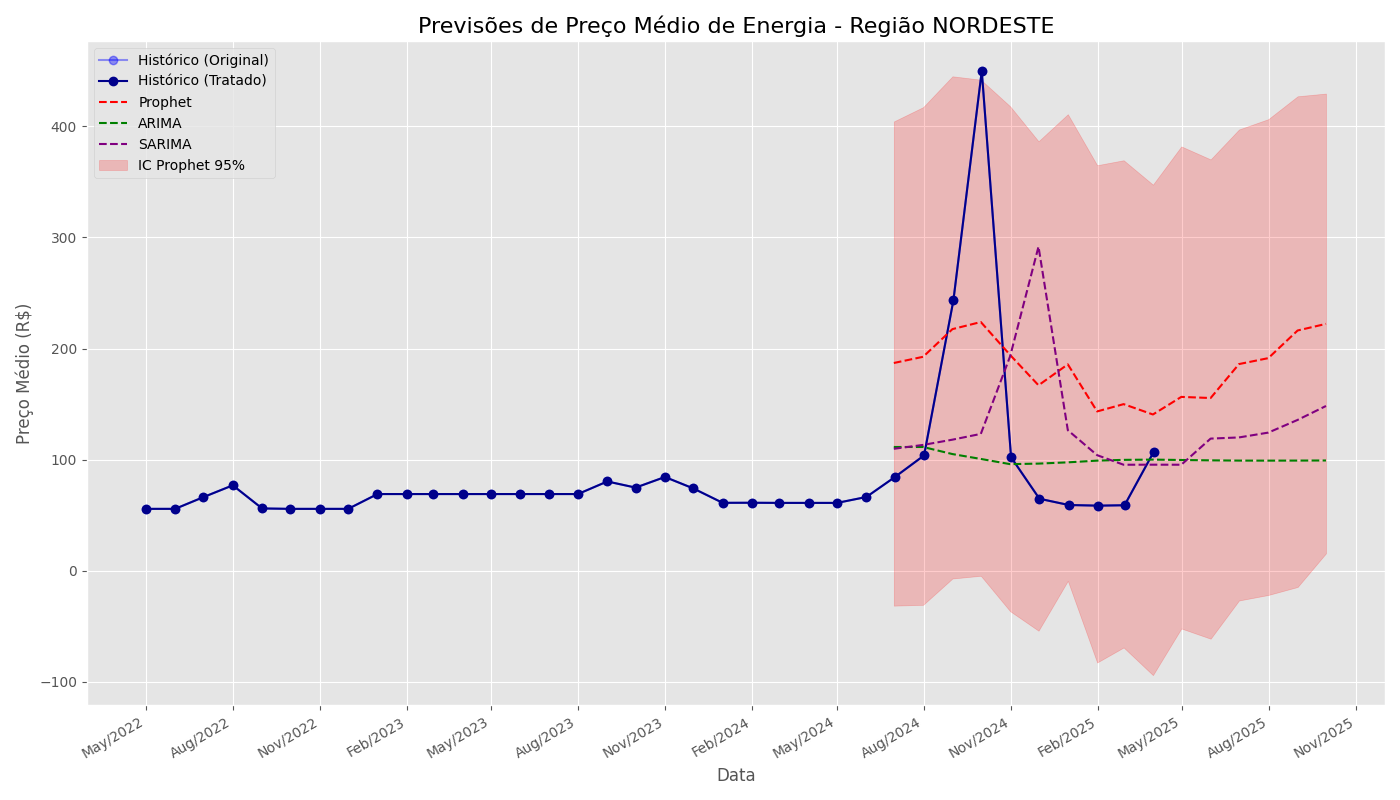 Previsões de Preço Médio de Energia - Região NORDESTE
Histórico (Original)
Histórico (Tratado)
Prophet
ARIMA
SARIMA
IC Prophet 95%
Preço Médio (R$)
400
300
200
100
0
−100
May/2022
Aug/2022
Nov/2022
Feb/2023
May/2023
Aug/2023
Nov/2023
Feb/2024
May/2024
Aug/2024
Nov/2024
Feb/2025
May/2025
Aug/2025
Nov/2025
Data